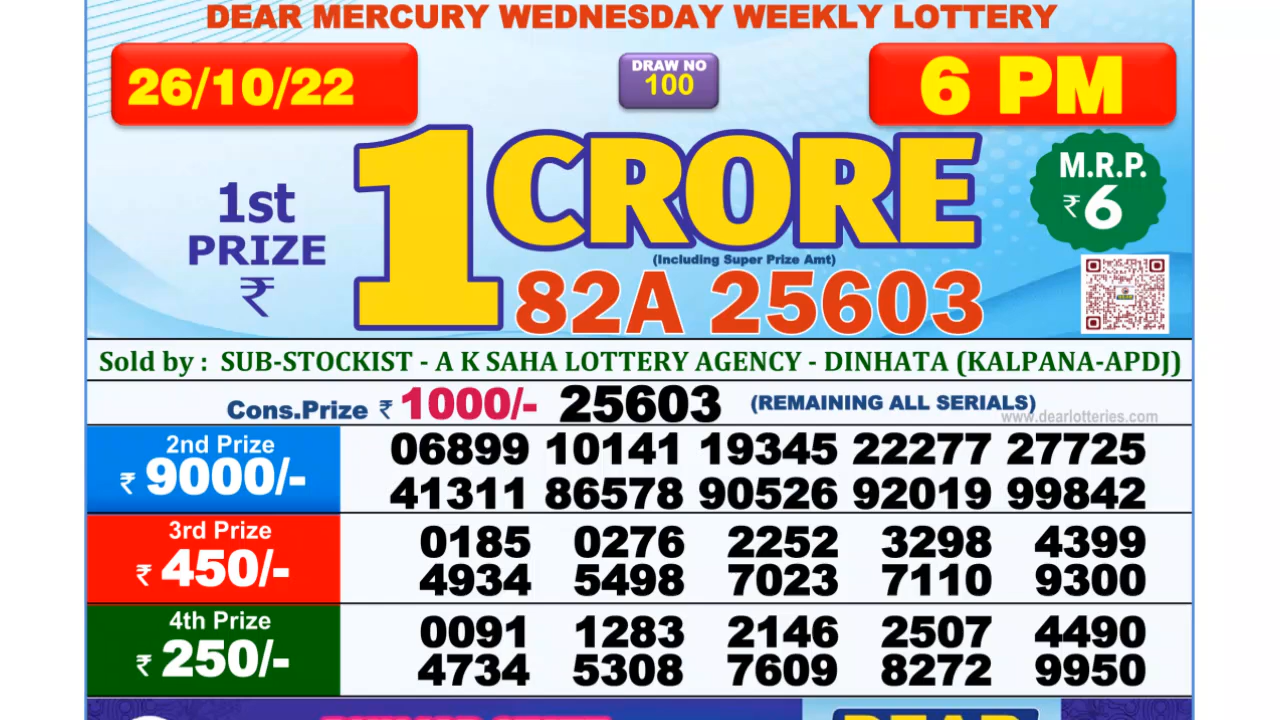 DEAR MERCURY WEDNESDAY WEEKLY LOTTERY
26/10/22
DRAW NO
100
6 PM
1st
PRIZE
₹
1 CRORE
M.R.P.
₹ 6
(Including Super Prize Amt)
82A 25603
Sold by : SUB-STOCKIST - A K SAHA LOTTERY AGENCY - DINHATA (KALPANA-APDJ)
Cons.Prize ₹ 1000/- 25603 (REMAINING ALL SERIALS)
www.dearlotteries.com
2nd Prize
₹ 9000/-
06899 10141 19345 22277 27725
41311 86578 90526 92019 99842
3rd Prize
₹ 450/-
0185 0276 2252 3298 4399
4934 5498 7023 7110 9300
4th Prize
₹ 250/-
0091 1283 2146 2507 4490
4734 5308 7609 8272 9950
DEAR